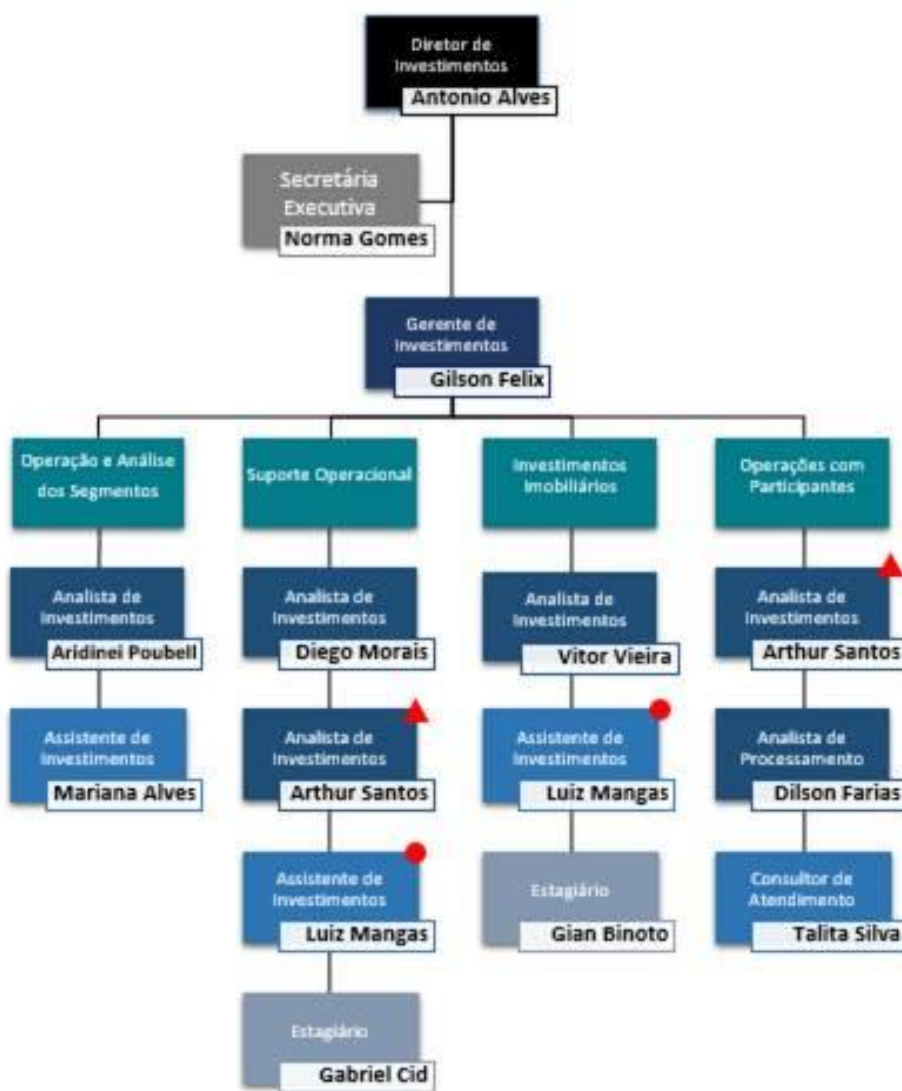 Diretor de
Investimentos
Antonio Alves
Secretária
Executiva
Norma Gomes
Gerente de
Investimentos
Gilson Felix
Operação e Análise
dos Segmentos
Analista de
Investimentos
Aridinei Poubell
Assistente de
Investimentos
Mariana Alves
Suporte Operacional
Analista de
Investimentos
Diego Morais
Analista de
Investimentos
Arthur Santos
Assistente de
Investimentos
Luiz Mangas
Estagiário
Gabriel Cid
Investimentos
Imobiliários
Analista de
Investimentos
Vitor Vieira
Assistente de
Investimentos
Luiz Mangas
Estagiário
Gian Binoto
Operações com
Participantes
Analista de
Investimentos
Arthur Santos
Analista de
Processamento
Dilson Farias
Consultor de
Atendimento
Talita Silva